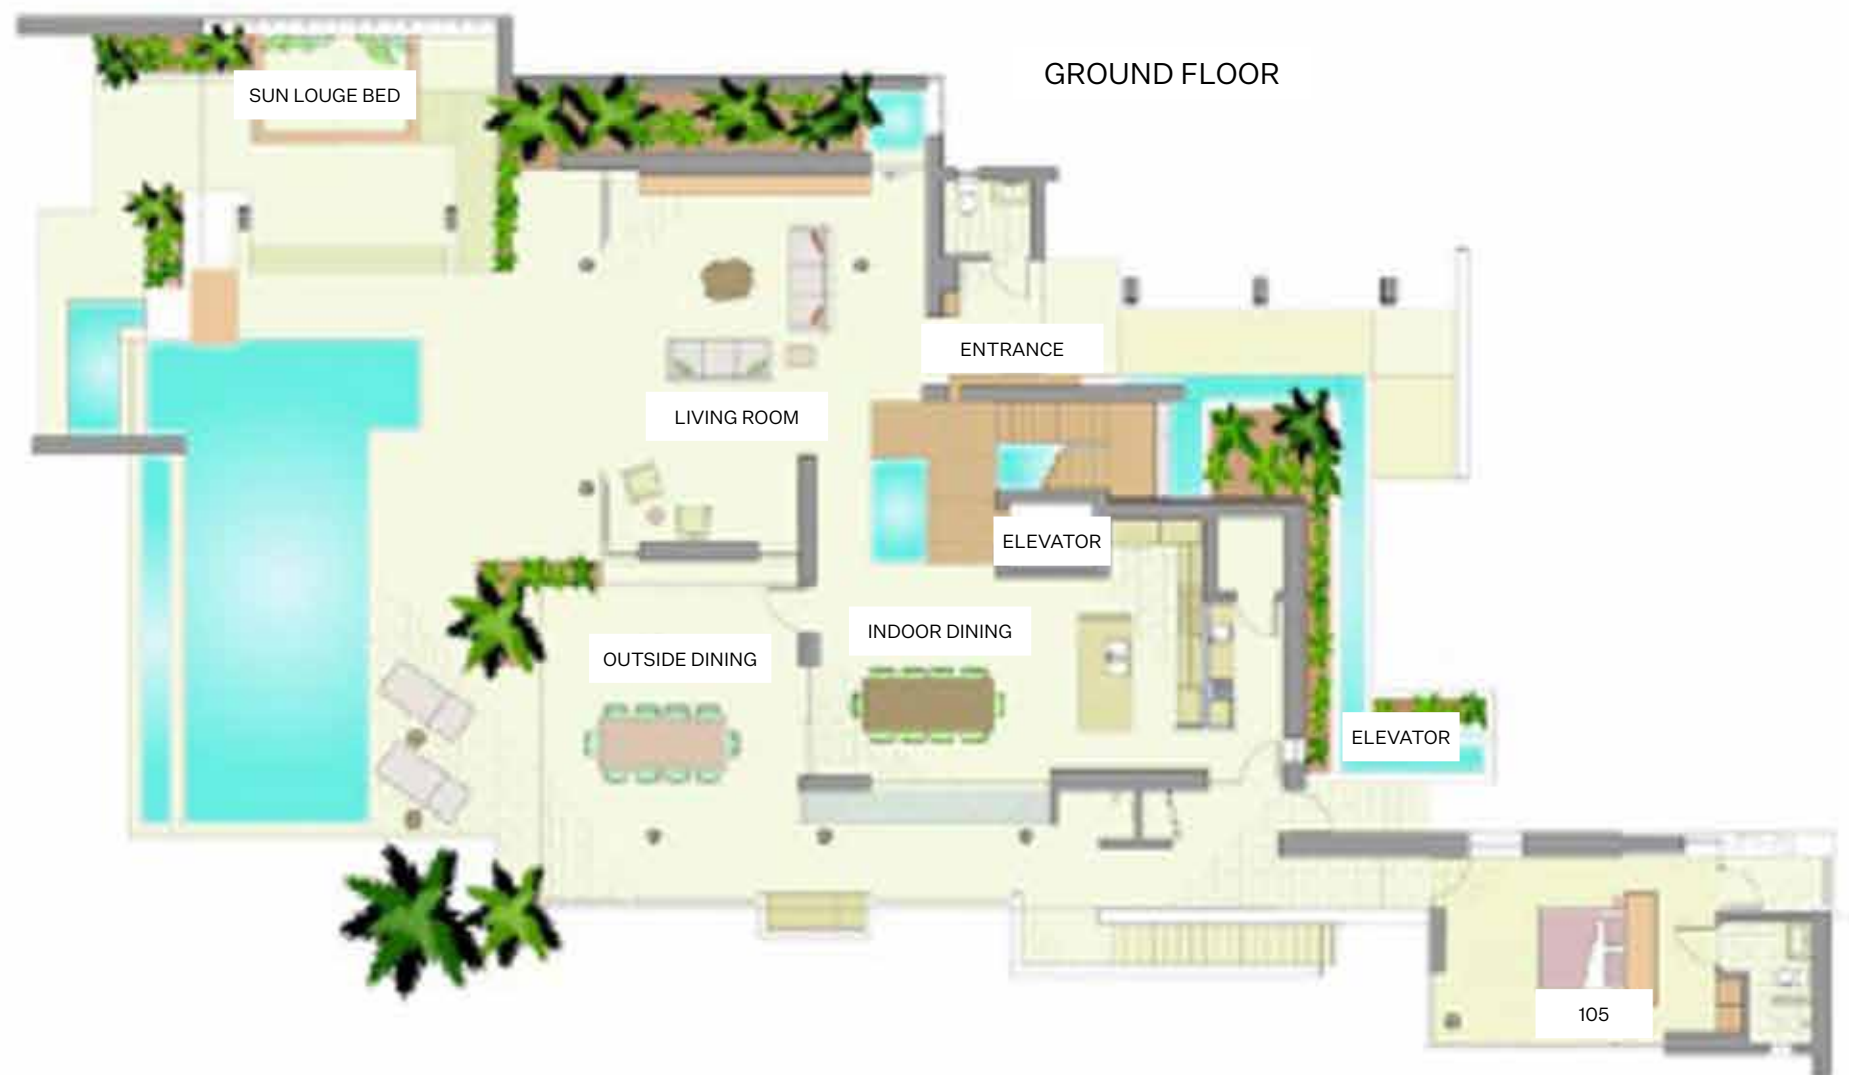 GROUND FLOOR
SUN LOUGE BED
ENTRANCE
LIVING ROOM
ELEVATOR
INDOOR DINING
OUTSIDE DINING
ELEVATOR
105